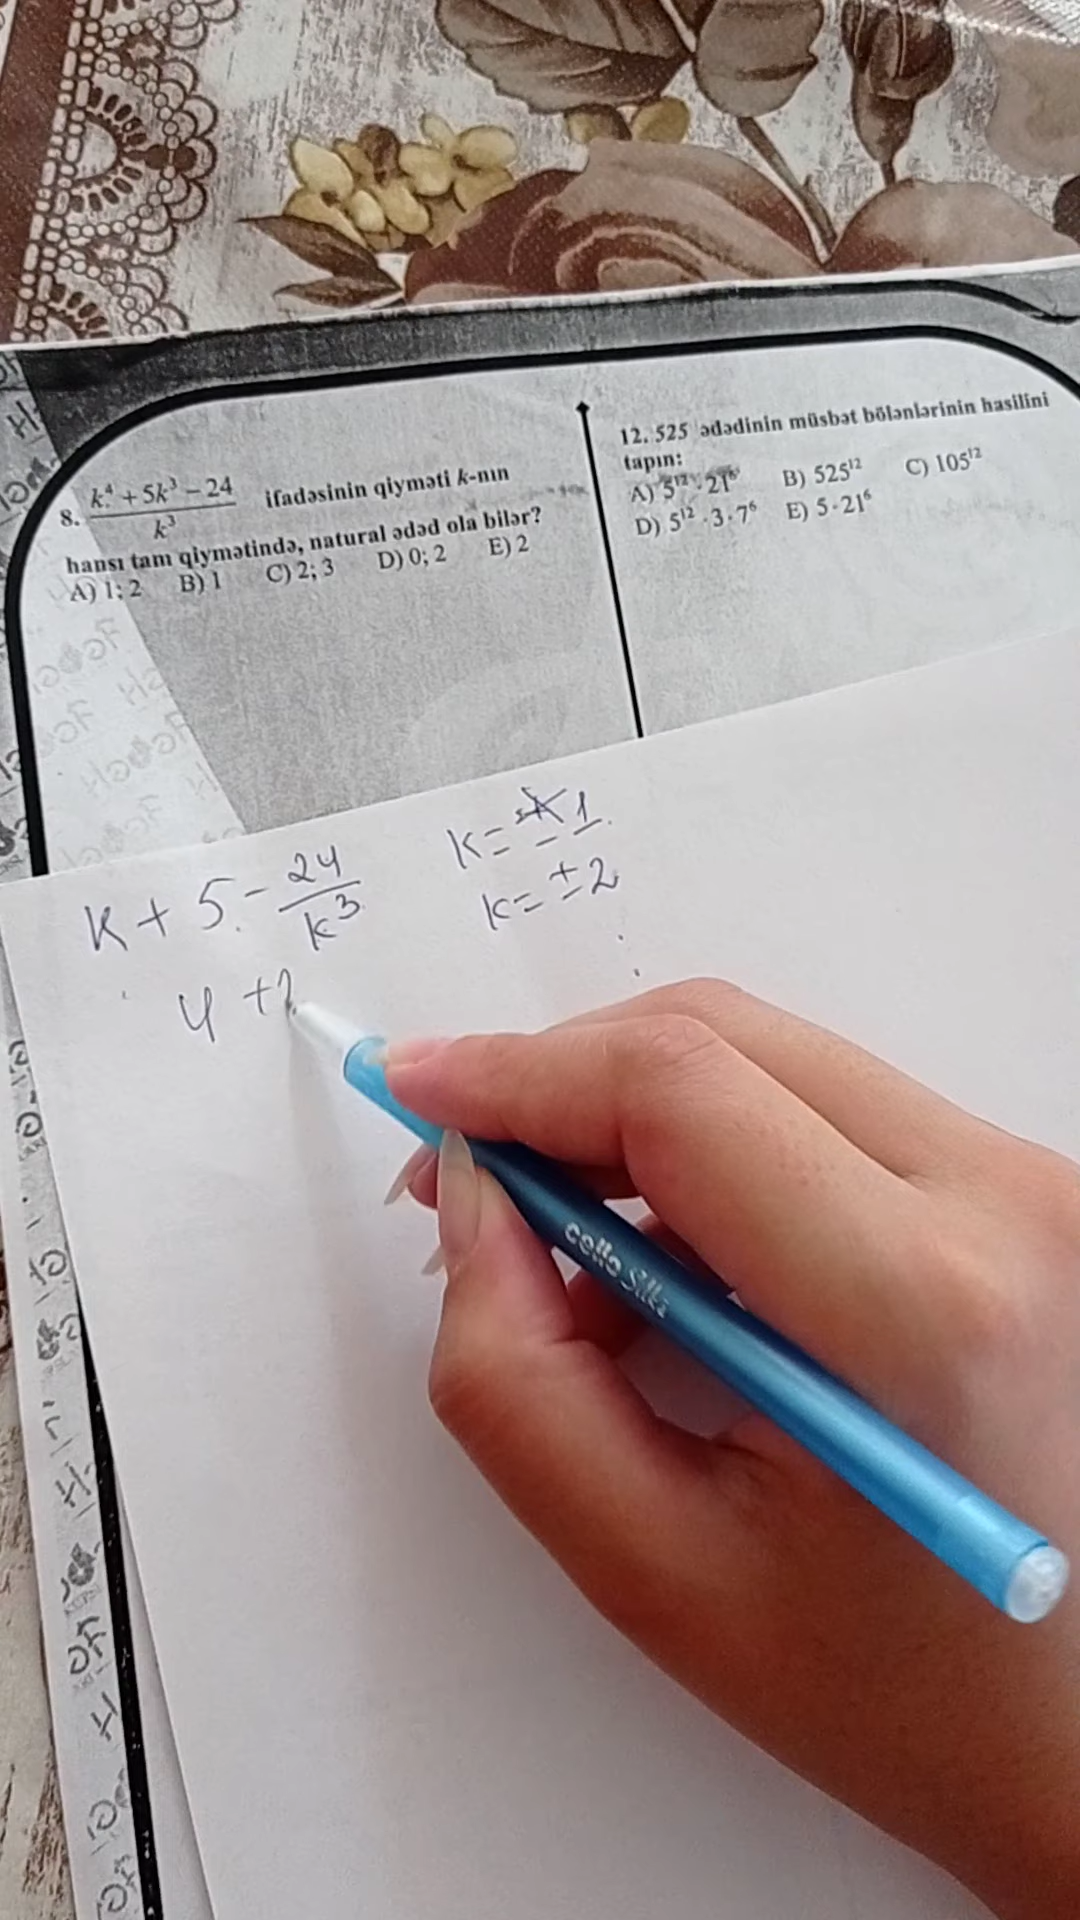 8. k⁴ + 5k³ − 24 / k³ ifadəsinin qiyməti k-nın
hansı tam qiymətində, natural ədəd ola bilər?
A) 1; 2 B) 1 C) 2; 3 D) 0; 2 E) 2
12. 525 ədədinin müsbət bölənlərinin hasilini
tapın:
A) 5¹² · 21⁶ B) 525¹² C) 105¹²
D) 5¹² · 3 · 7⁶ E) 5 · 21⁶
k + 5 − 24 / k³
k = 1
k = ±2
4 +
cello Silk